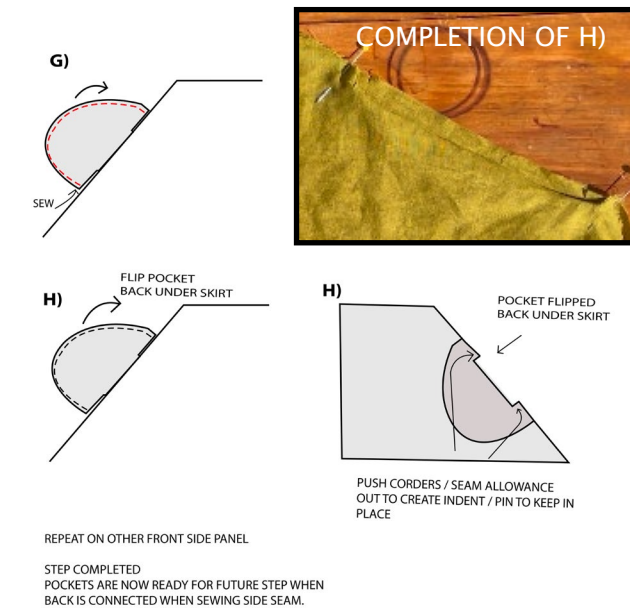 G)
SEW
COMPLETION OF H)
H)
FLIP POCKET
BACK UNDER SKIRT
H)
POCKET FLIPPED
BACK UNDER SKIRT
PUSH CORDERS / SEAM ALLOWANCE
OUT TO CREATE INDENT / PIN TO KEEP IN
PLACE
REPEAT ON OTHER FRONT SIDE PANEL
STEP COMPLETED
POCKETS ARE NOW READY FOR FUTURE STEP WHEN
BACK IS CONNECTED WHEN SEWING SIDE SEAM.